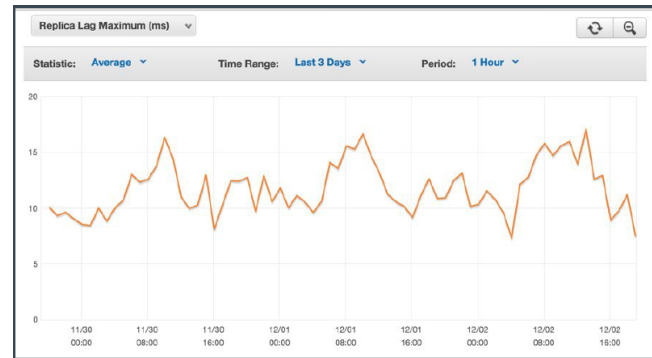 Replica Lag Maximum (ms)
Statistic: Average Time Range: Last 3 Days Period: 1 Hour
20
15
10
5
0
11/30 11/30 11/30 12/01 12/01 12/01 12/02 12/02 12/02
00:00 08:00 16:00 00:00 08:00 16:00 00:00 08:00 16:00